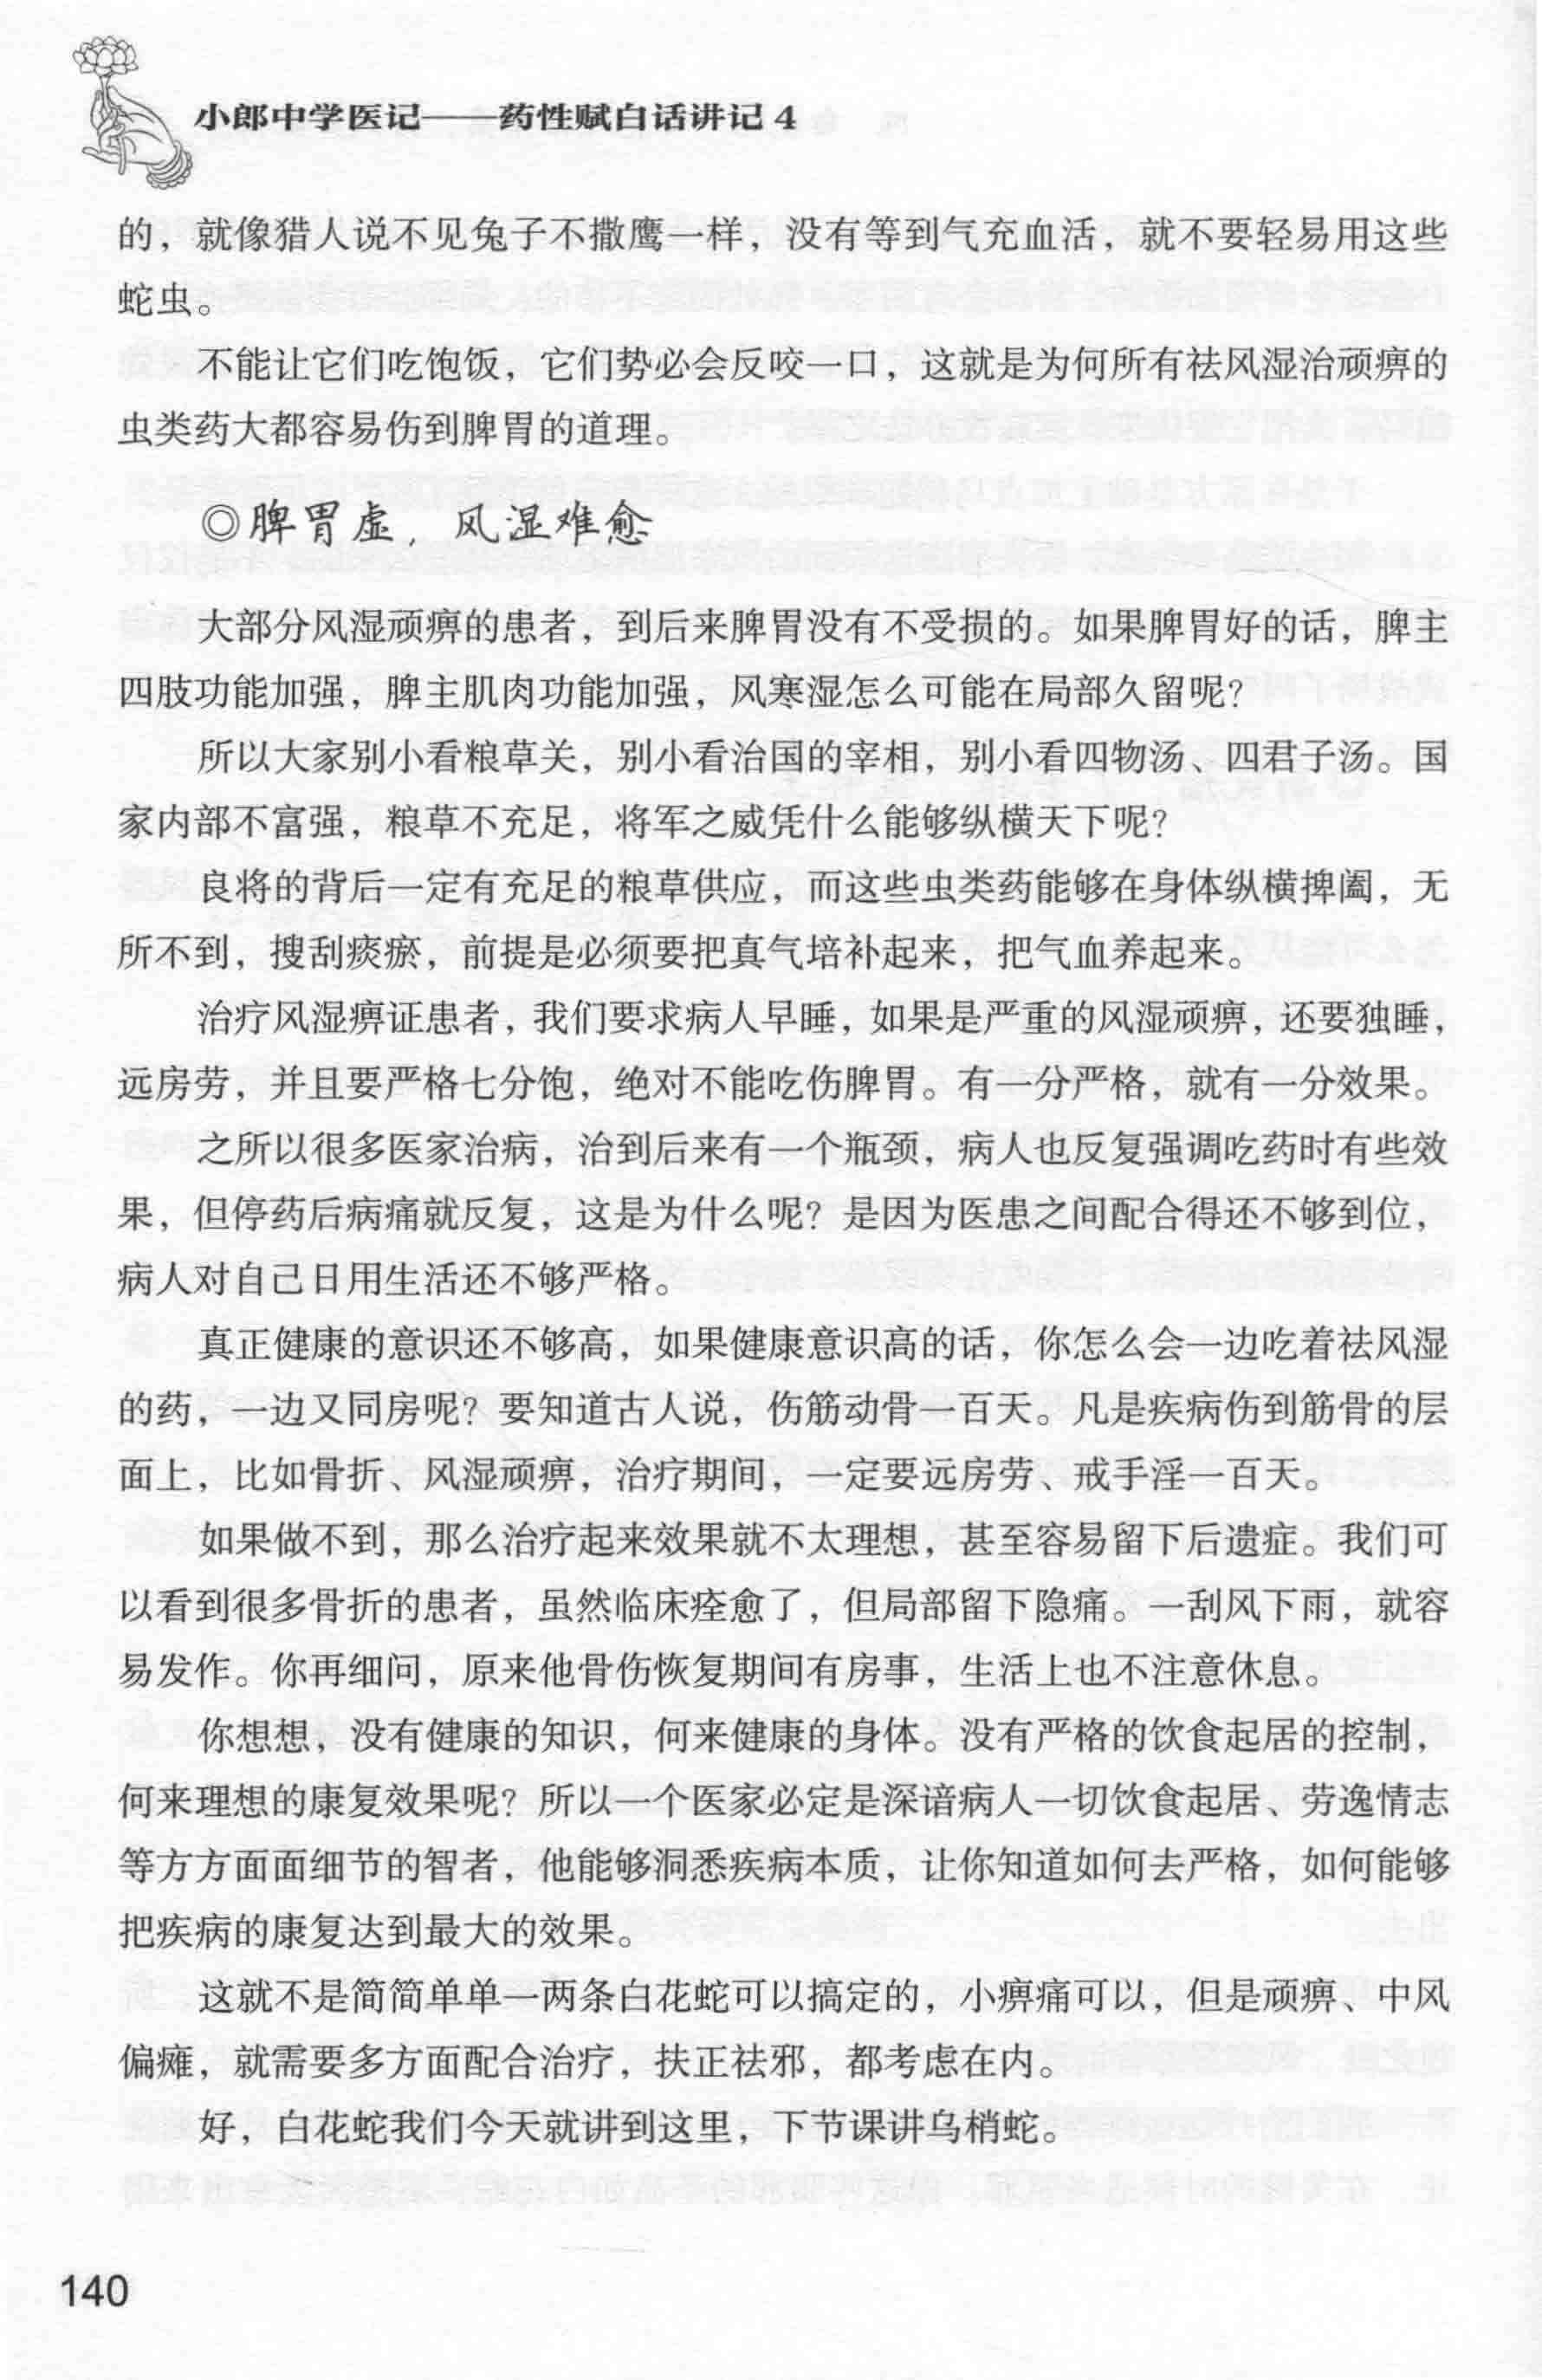 小郎中学医记——药性赋白话讲记4
的，就像猎人说不见兔子不撒鹰一样，没有等到气充血活，就不要轻易用这些
蛇虫。
不能让它们吃饱饭，它们势必会反咬一口，这就是为何所有祛风湿治顽痹的
虫类药大都容易伤到脾胃的道理。
◎脾胃虚，风湿难愈
大部分风湿顽痹的患者，到后来脾胃没有不受损的。如果脾胃好的话，脾主
四肢功能加强，脾主肌肉功能加强，风寒湿怎么可能在局部久留呢？
所以大家别小看粮草关，别小看治国的宰相，别小看四物汤、四君子汤。国
家内部不富强，粮草不充足，将军之威凭什么能够纵横天下呢？
良将的背后一定有充足的粮草供应，而这些虫类药能够在身体纵横捭阖，无
所不到，搜刮痰瘀，前提是必须要把真气培补起来，把气血养起来。
治疗风湿痹证患者，我们要求病人早睡，如果是严重的风湿顽痹，还要独睡，
远房劳，并且要严格七分饱，绝对不能吃伤脾胃。有一分严格，就有一分效果。
之所以很多医家治病，治到后来有一个瓶颈，病人也反复强调吃药时有些效
果，但停药后病痛就反复，这是为什么呢？是因为医患之间配合得还不够到位，
病人对自己日用生活还不够严格。
真正健康的意识还不够高，如果健康意识高的话，你怎么会一边吃着祛风湿
的药，一边又同房呢？要知道古人说，伤筋动骨一百天。凡是疾病伤到筋骨的层
面上，比如骨折、风湿顽痹，治疗期间，一定要远房劳、戒手淫一百天。
如果做不到，那么治疗起来效果就不太理想，甚至容易留下后遗症。我们可
以看到很多骨折的患者，虽然临床痊愈了，但局部留下隐痛。一刮风下雨，就容
易发作。你再细问，原来他骨伤恢复期间有房事，生活上也不注意休息。
你想想，没有健康的知识，何来健康的身体。没有严格的饮食起居的控制，
何来理想的康复效果呢？所以一个医家必定是深谙病人一切饮食起居、劳逸情志
等方方面面细节的智者，他能够洞悉疾病本质，让你知道如何去严格，如何能够
把疾病的康复达到最大的效果。
这就不是简简单单一两条白花蛇可以搞定的，小痹痛可以，但是顽痹、中风
偏瘫，就需要多方面配合治疗，扶正祛邪，都考虑在内。
好，白花蛇我们今天就讲到这里，下节课讲乌梢蛇。
140